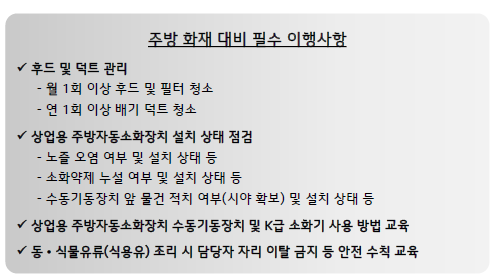 주방 화재 대비 필수 이행사항
✓ 후드 및 덕트 관리
- 월 1회 이상 후드 및 필터 청소
- 연 1회 이상 배기 덕트 청소
✓ 상업용 주방자동소화장치 설치 상태 점검
- 노즐 오염 여부 및 설치 상태 등
- 소화약제 누설 여부 및 설치 상태 등
- 수동기동장치 앞 물건 적치 여부(시야 확보) 및 설치 상태 등
✓ 상업용 주방자동소화장치 수동기동장치 및 K급 소화기 사용 방법 교육
✓ 동 • 식물유류(식용유) 조리 시 담당자 자리 이탈 금지 등 안전 수칙 교육